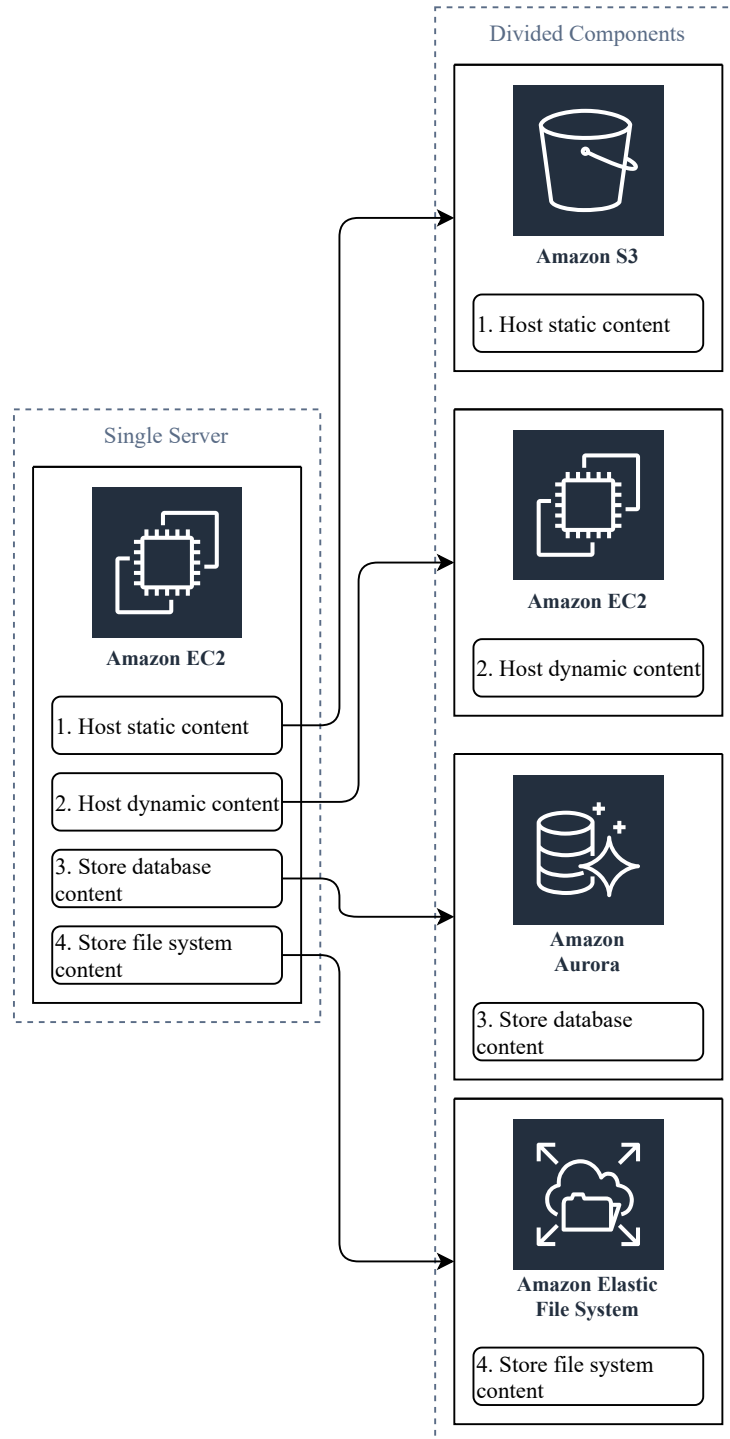 Divided Components
Amazon S3
1. Host static content
Single Server
Amazon EC2
1. Host static content
2. Host dynamic content
3. Store database
content
4. Store file system
content
Amazon EC2
2. Host dynamic content
Amazon
Aurora
3. Store database
content
Amazon Elastic
File System
4. Store file system
content